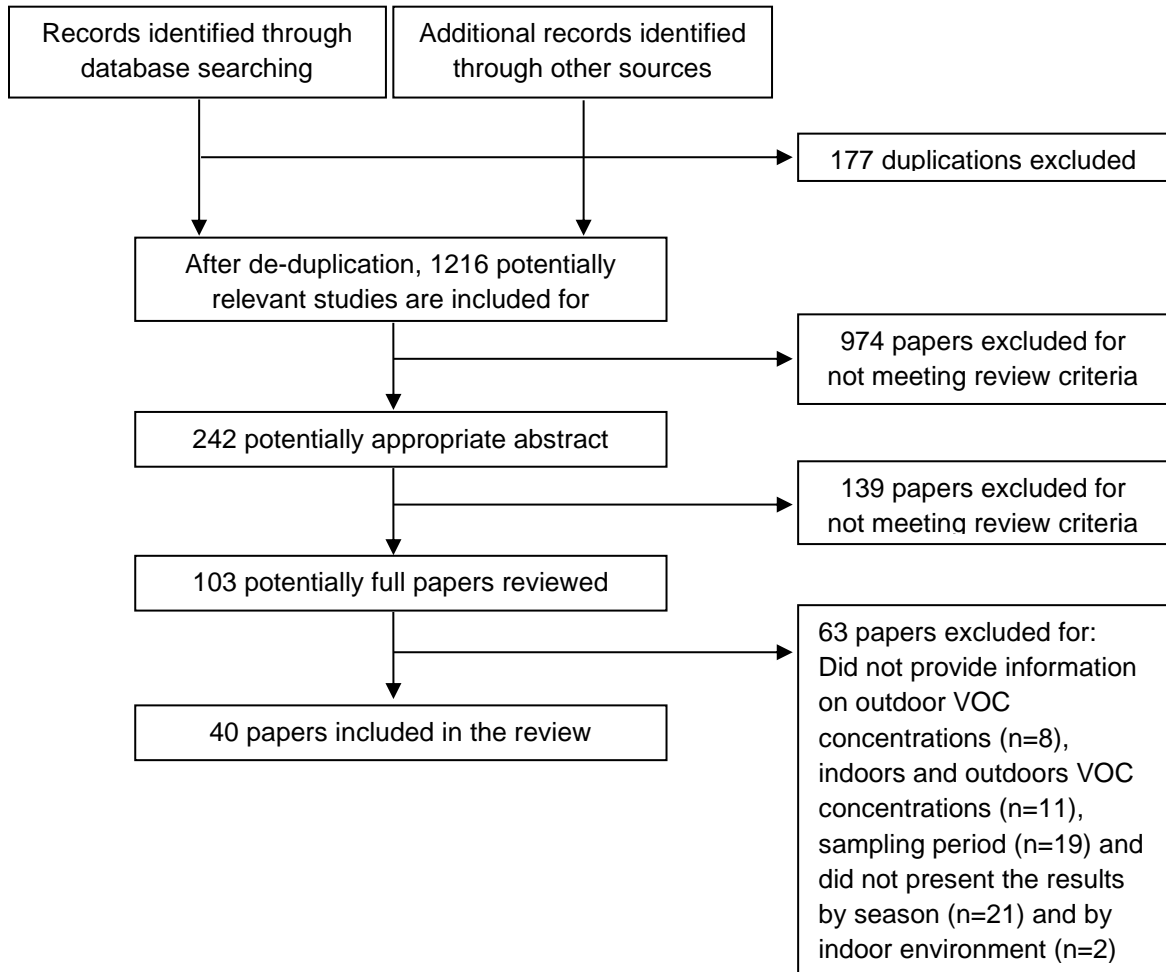 Records identified through
database searching
Additional records identified
through other sources
177 duplications excluded
After de-duplication, 1216 potentially
relevant studies are included for
974 papers excluded for
not meeting review criteria
242 potentially appropriate abstract
139 papers excluded for
not meeting review criteria
103 potentially full papers reviewed
63 papers excluded for:
Did not provide information
on outdoor VOC
concentrations (n=8),
indoors and outdoors VOC
concentrations (n=11),
sampling period (n=19) and
did not present the results
by season (n=21) and by
indoor environment (n=2)
40 papers included in the review